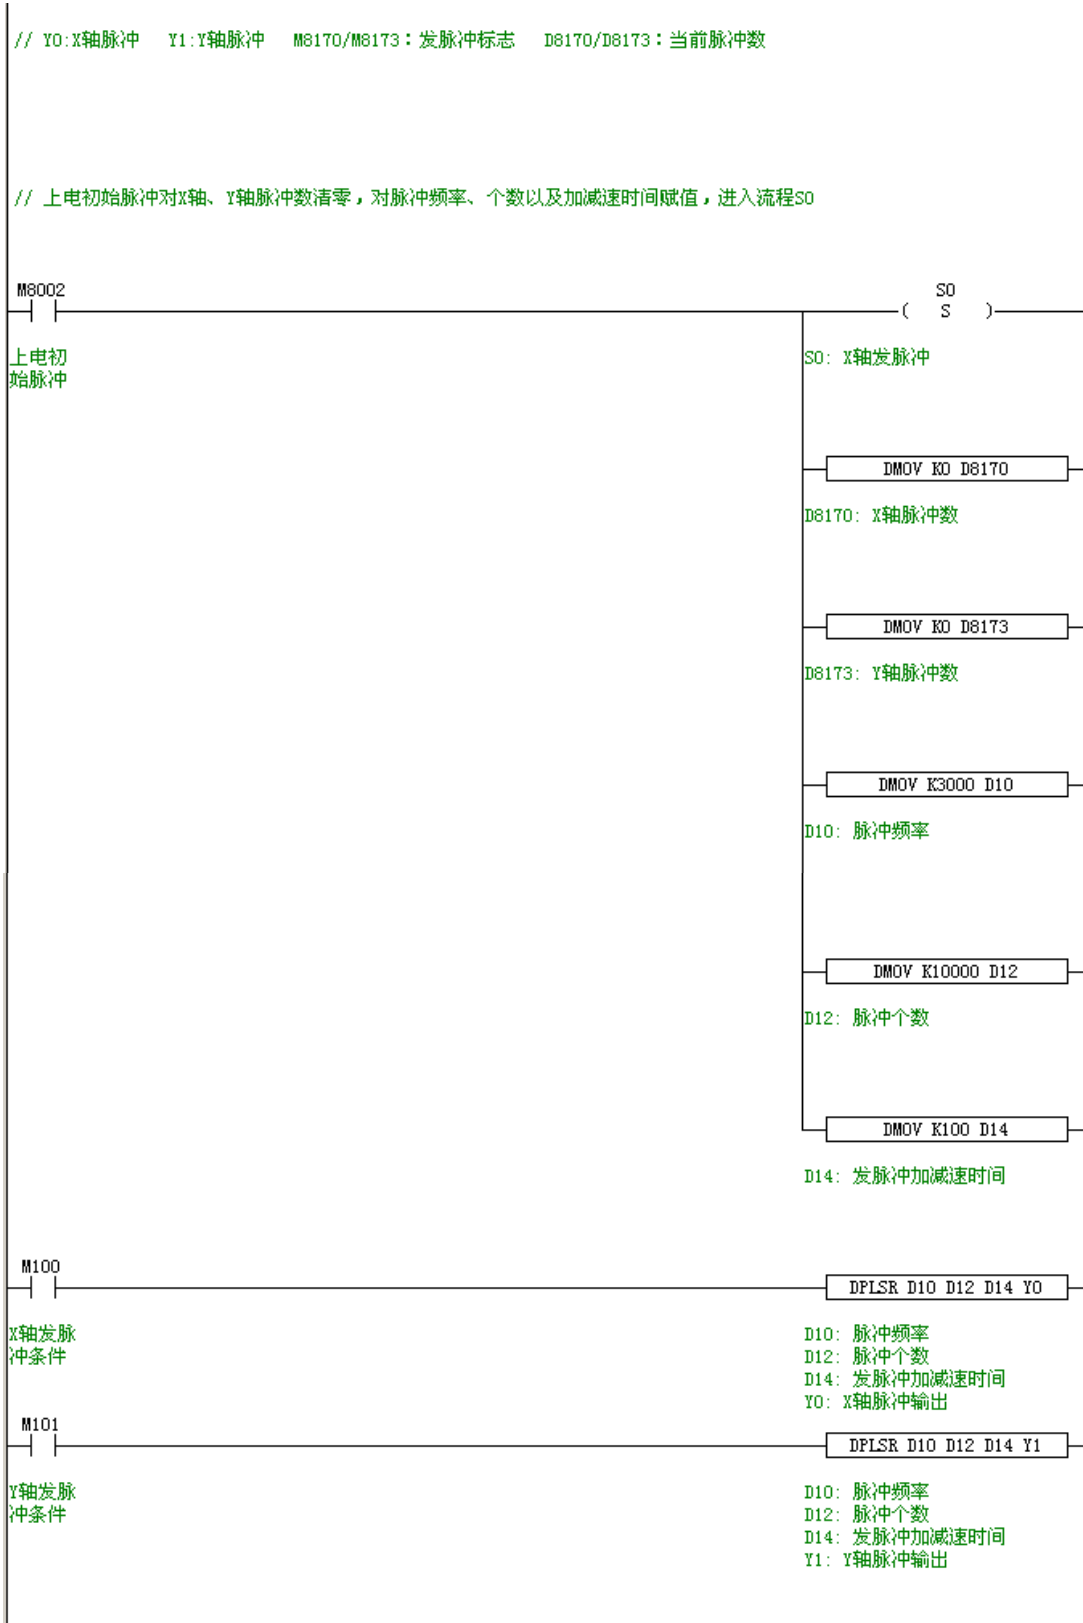 // Y0:X轴脉冲 Y1:Y轴脉冲 M8170/M8173：发脉冲标志 D8170/D8173：当前脉冲数
// 上电初始脉冲对X轴、Y轴脉冲数清零，对脉冲频率、个数以及加减速时间赋值，进入流程S0
M8002
S0
( S )
上电初
始脉冲
S0: X轴发脉冲
DMOV K0 D8170
D8170: X轴脉冲数
DMOV K0 D8173
D8173: Y轴脉冲数
DMOV K3000 D10
D10: 脉冲频率
DMOV K10000 D12
D12: 脉冲个数
DMOV K100 D14
D14: 发脉冲加减速时间
M100
DPLSR D10 D12 D14 Y0
X轴发脉
冲条件
D10: 脉冲频率
D12: 脉冲个数
D14: 发脉冲加减速时间
Y0: X轴脉冲输出
M101
DPLSR D10 D12 D14 Y1
Y轴发脉
冲条件
D10: 脉冲频率
D12: 脉冲个数
D14: 发脉冲加减速时间
Y1: Y轴脉冲输出